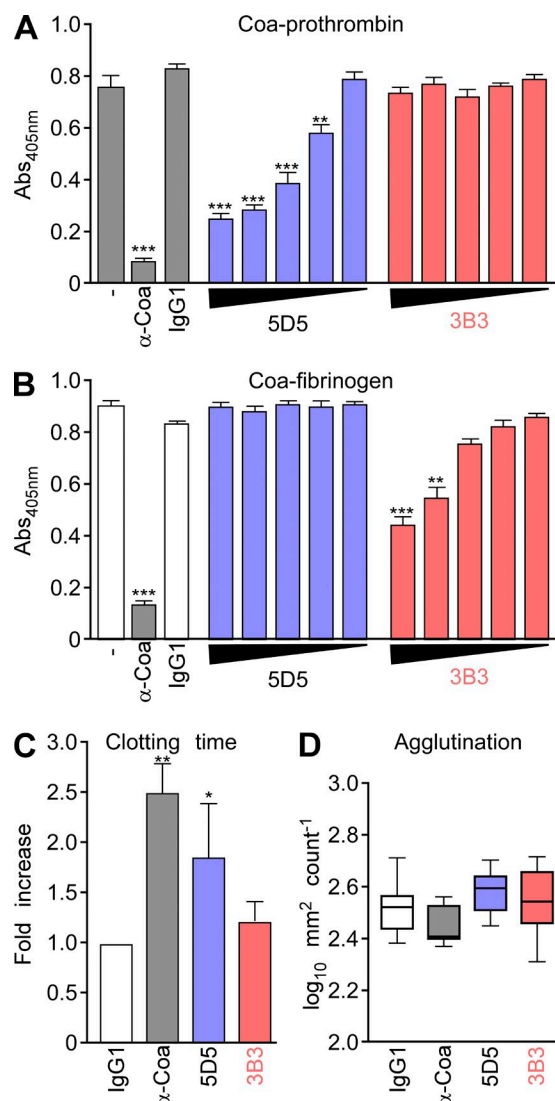 A
Coa-prothrombin
Abs405nm
1.0
0.8
0.6
0.4
0.2
0
***
***
***
***
**
-
α-Coa
IgG1
5D5
3B3
B
Coa-fibrinogen
Abs405nm
1.0
0.8
0.6
0.4
0.2
0
***
***
**
-
α-Coa
IgG1
5D5
3B3
C
Clotting time
Fold increase
3.0
2.5
2.0
1.5
1.0
0.5
0
**
*
IgG1
α-Coa
5D5
3B3
D
Agglutination
log10 mm2 count-1
3.0
2.8
2.6
2.4
2.2
2.0
IgG1
α-Coa
5D5
3B3